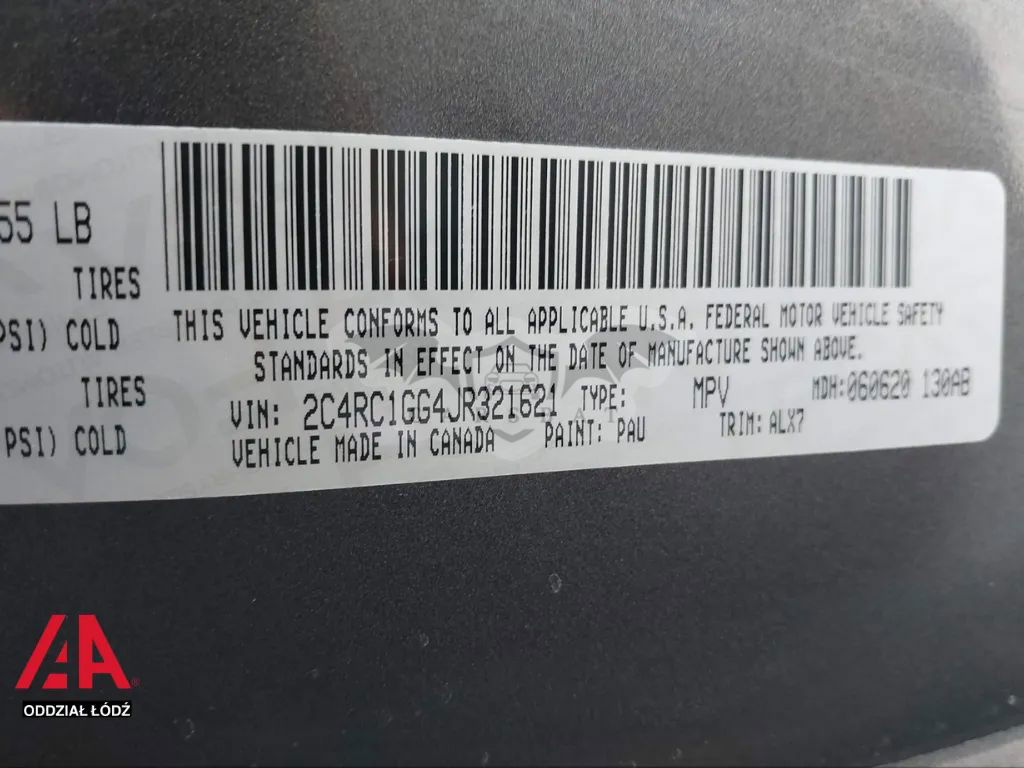 55 LB
TIRES
PSI) COLD
TIRES
PSI) COLD
THIS VEHICLE CONFORMS TO ALL APPLICABLE U.S.A. FEDERAL MOTOR VEHICLE SAFETY
STANDARDS IN EFFECT ON THE DATE OF MANUFACTURE SHOWN ABOVE.
VIN: 2C4RC1GG4JR321621 TYPE: MPV MDH:060620 130AB
VEHICLE MADE IN CANADA PAINT: PAU TRIM: ALX7
AA®
ODDZIAŁ ŁÓDŹ